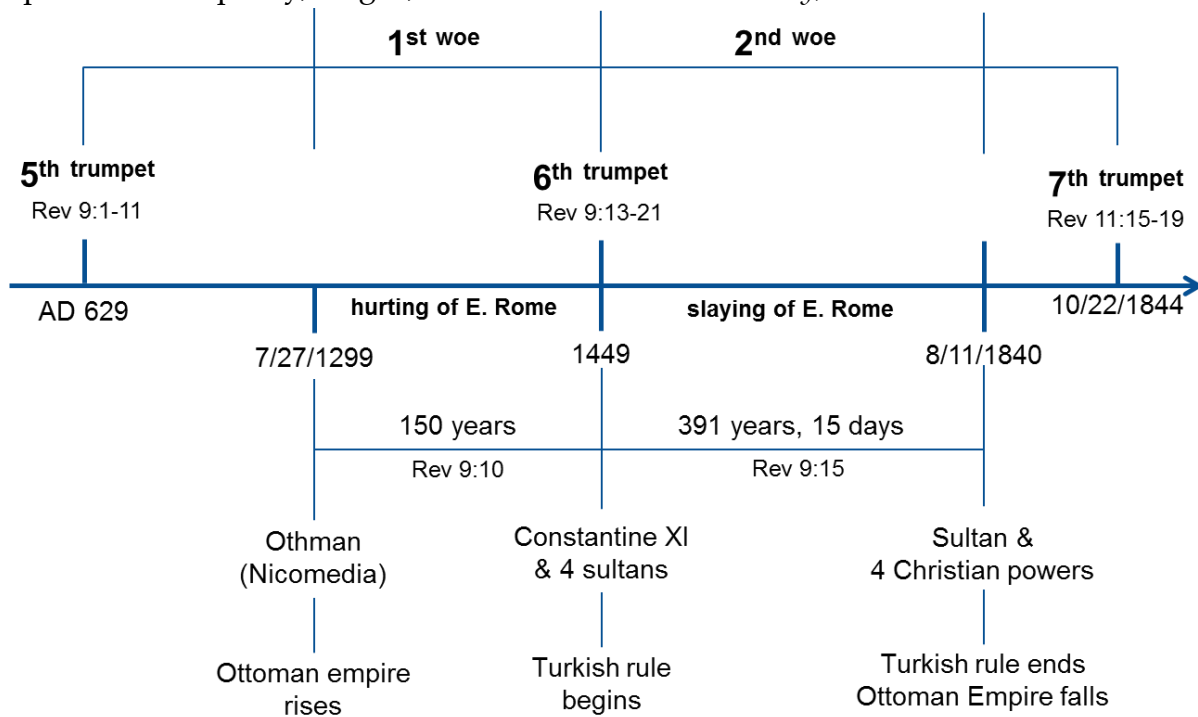 1st woe
2nd woe
5th trumpet
Rev 9:1-11
6th trumpet
Rev 9:13-21
7th trumpet
Rev 11:15-19
AD 629
hurting of E. Rome
slaying of E. Rome
10/22/1844
7/27/1299
1449
8/11/1840
150 years
Rev 9:10
391 years, 15 days
Rev 9:15
Othman
(Nicomedia)
Constantine XI
& 4 sultans
Sultan &
4 Christian powers
Ottoman empire
rises
Turkish rule
begins
Turkish rule ends
Ottoman Empire falls